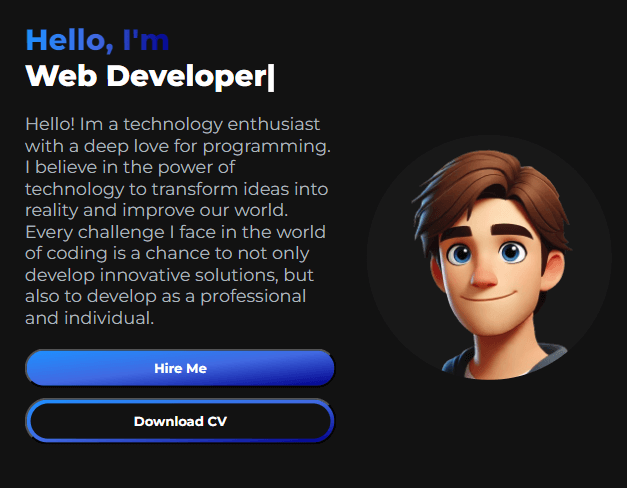 Hello, I'm
Web Developer|
Hello! Im a technology enthusiast
with a deep love for programming.
I believe in the power of
technology to transform ideas into
reality and improve our world.
Every challenge I face in the world
of coding is a chance to not only
develop innovative solutions, but
also to develop as a professional
and individual.
Hire Me
Download CV